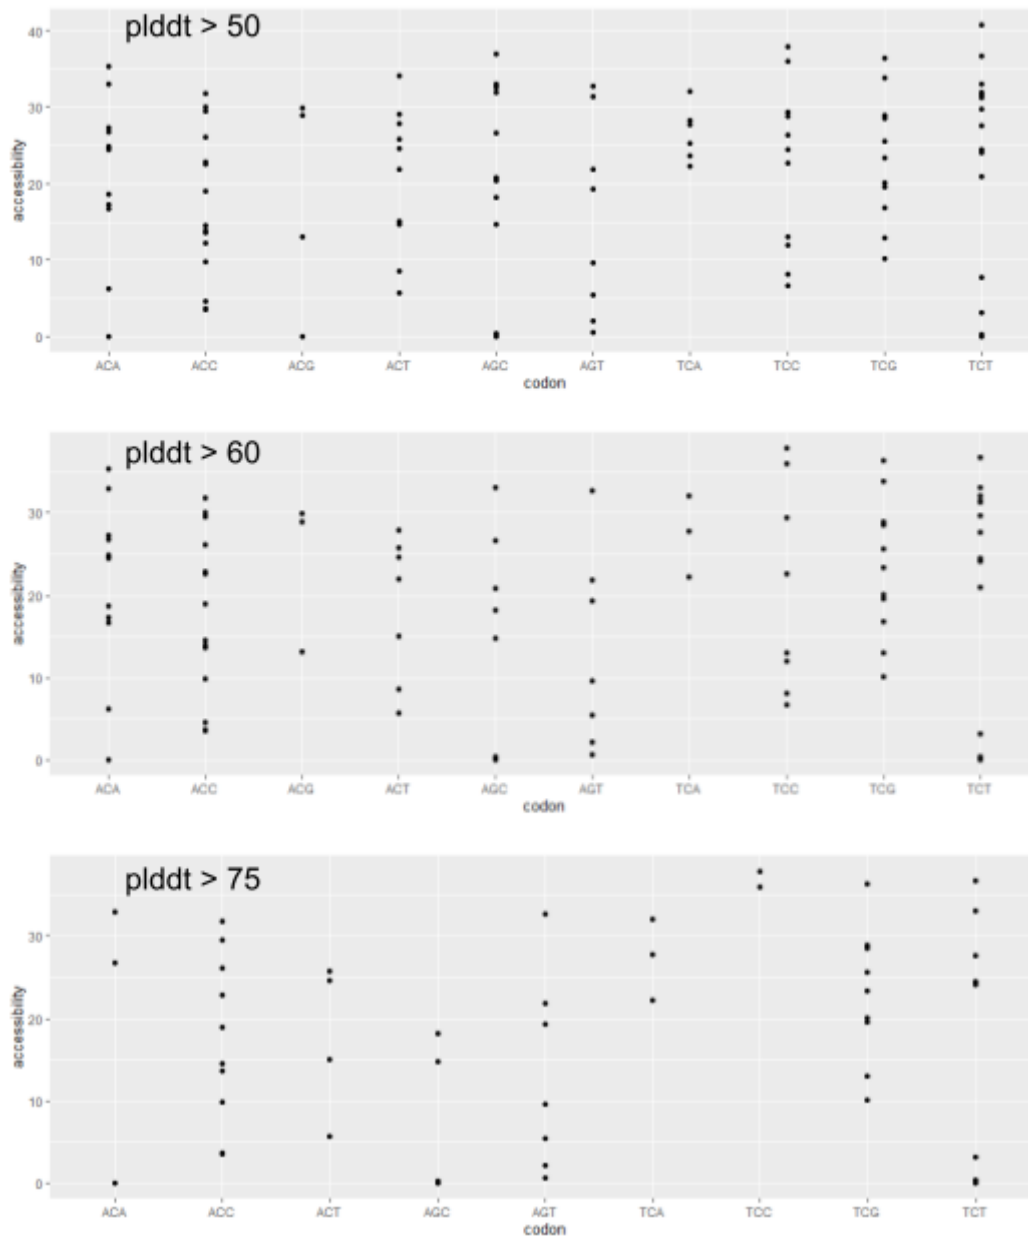 plddt > 50
40
30
20
10
0
accessibility
ACA ACC ACG ACT AGC AGT TCA TCC TCG TCT
codon
plddt > 60
30
20
10
0
accessibility
ACA ACC ACG ACT AGC AGT TCA TCC TCG TCT
codon
plddt > 75
30
20
10
0
accessibility
ACA ACC ACT AGC AGT TCA TCC TCG TCT
codon